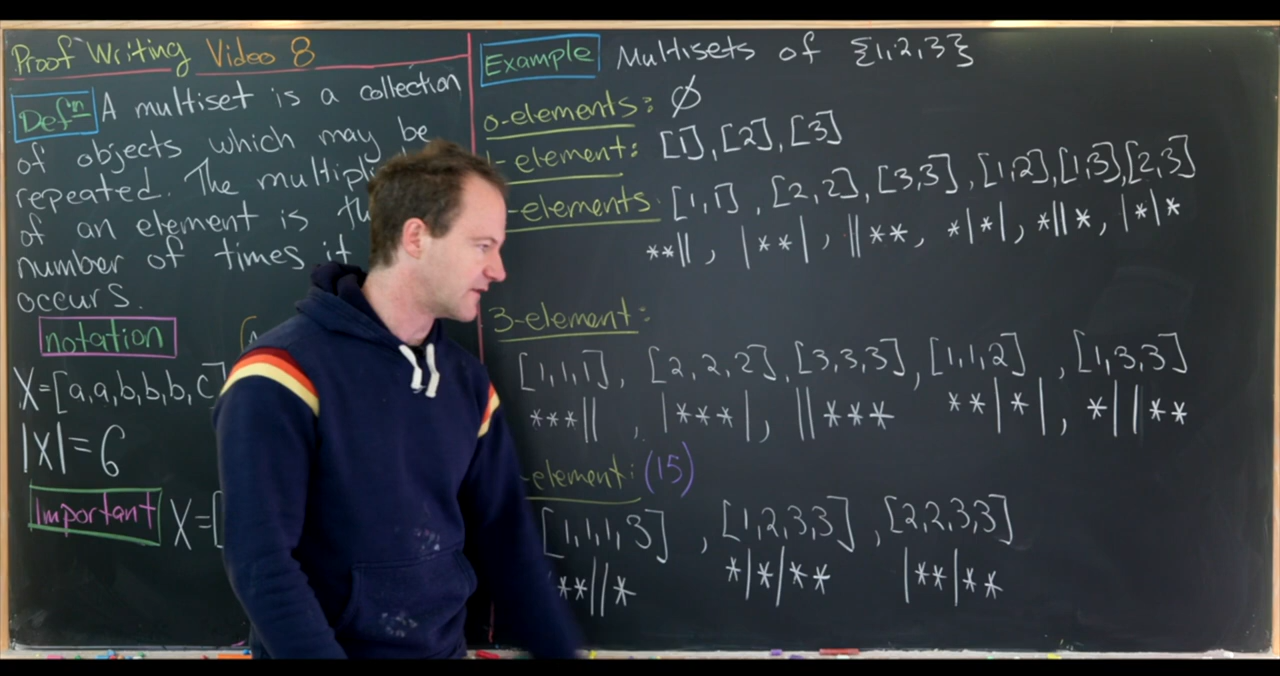 Proof Writing Video 8
Defn A multiset is a collection
of objects which may be
repeated. The
of an element is
number of times it
occurs.
notation
X=[a,a,b,b,b,c]
|X|=6
Important X=[
Example Multisets of {1,2,3}
0-elements: ∅
-element: [1],[2],[3]
-elements: [1,1], [2,2],[3,3],[1,2],[1,3][2,3]
**||, |**|, ||**, *|*|, *||*, |*|*
3-element:
[1,1,1], [2,2,2],[3,3,3],[1,1,2],[1,3,3]
***||, |***|, ||***, **|*|, *||**
-element: (15)
[1,1,1,3], [1,2,3,3], [2,2,3,3]
**||* *|*|** |**|**